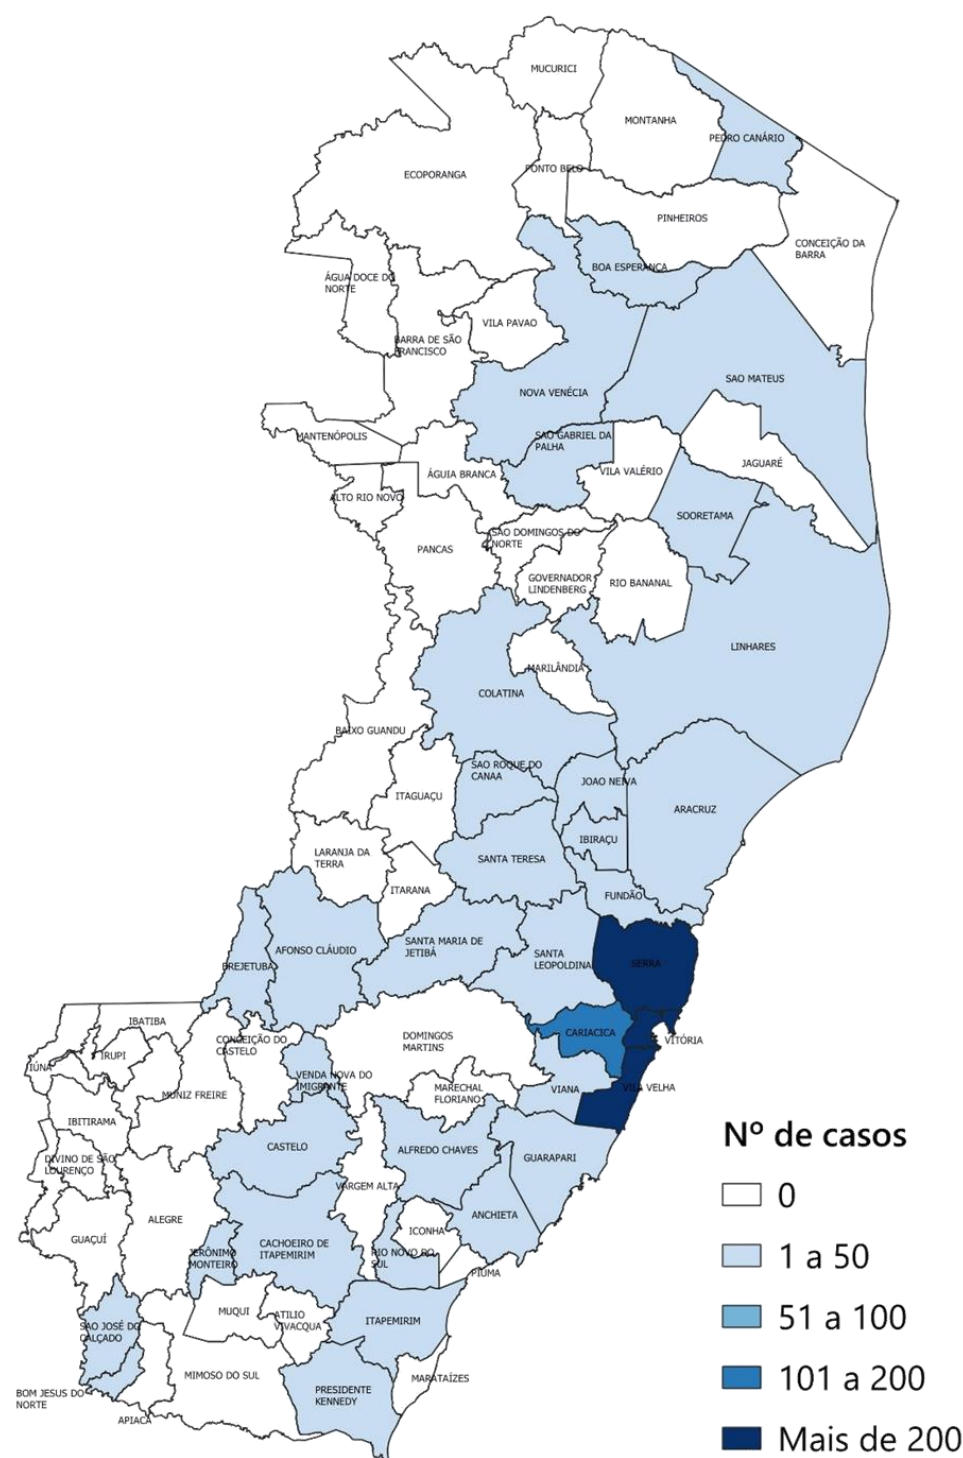 MUCURICI
MONTANHA
PEDRO CANÁRIO
ECOPORANGA
PONTO BELO
PINHEIROS
CONCEIÇÃO DA
BARRA
BOA ESPERANÇA
ÁGUA DOCE DO
NORTE
VILA PAVAO
BARRA DE SÃO
FRANCISCO
SAO MATEUS
NOVA VENÉCIA
MANTENÓPOLIS
SAO GABRIEL DA
PALHA
JAGUARÉ
ÁGUIA BRANCA
VILA VALÉRIO
ALTO RIO NOVO
SOORETAMA
SÃO DOMINGOS DO
NORTE
PANCAS
GOVERNADOR
LINDENBERG
RIO BANANAL
LINHARES
MARILÂNDIA
COLATINA
BAIXO GUANDU
SAO ROQUE DO
CANAA
JOAO NEIVA
ITAGUAÇU
ARACRUZ
IBIRAÇU
LARANJA DA
TERRA
SANTA TERESA
ITARANA
FUNDÃO
SANTA MARIA DE
JETIBÁ
AFONSO CLÁUDIO
SANTA
LEOPOLDINA
BREJETUBA
SERRA
IBATIBA
CONCEIÇÃO DO
CASTELO
DOMINGOS
MARTINS
CARIACICA
VITÓRIA
IRUPI
IÚNA
VENDA NOVA DO
IMIGRANTE
MARECHAL
FLORIANO
VIANA
VILA VELHA
MUNIZ FREIRE
IBITIRAMA
CASTELO
ALFREDO CHAVES
GUARAPARI
DIVINO DE SÃO
LOURENÇO
VARGEM ALTA
ALEGRE
ANCHIETA
ICONHA
GUAÇUÍ
CACHOEIRO DE
ITAPEMIRIM
JERÔNIMO
MONTEIRO
RIO NOVO DO
SUL
PIÚMA
MUQUI
ATILIO
VIVACQUA
ITAPEMIRIM
SAO JOSÉ DO
CALÇADO
MIMOSO DO SUL
MARATAÍZES
PRESIDENTE
KENNEDY
BOM JESUS DO
NORTE
APIACÁ
Nº de casos
0
1 a 50
51 a 100
101 a 200
Mais de 200